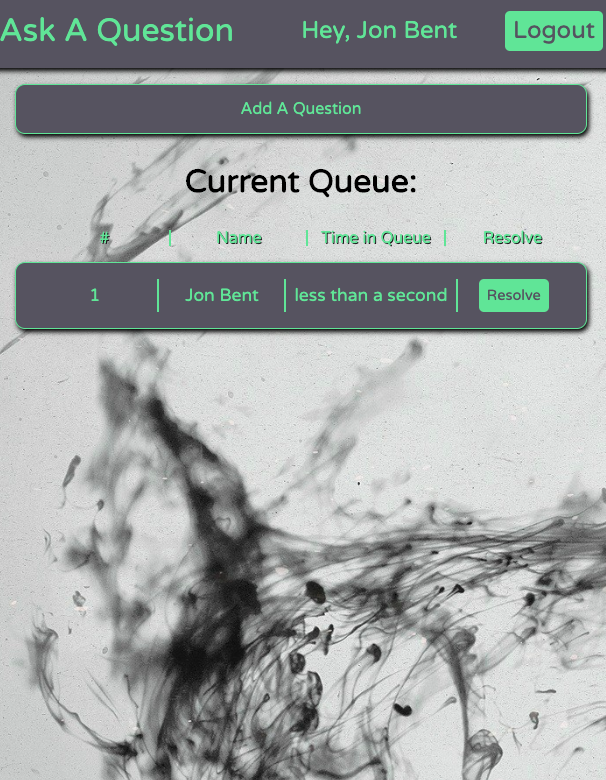 Ask A Question Hey, Jon Bent Logout
Add A Question
Current Queue:
# | Name | Time in Queue | Resolve
1 Jon Bent less than a second Resolve